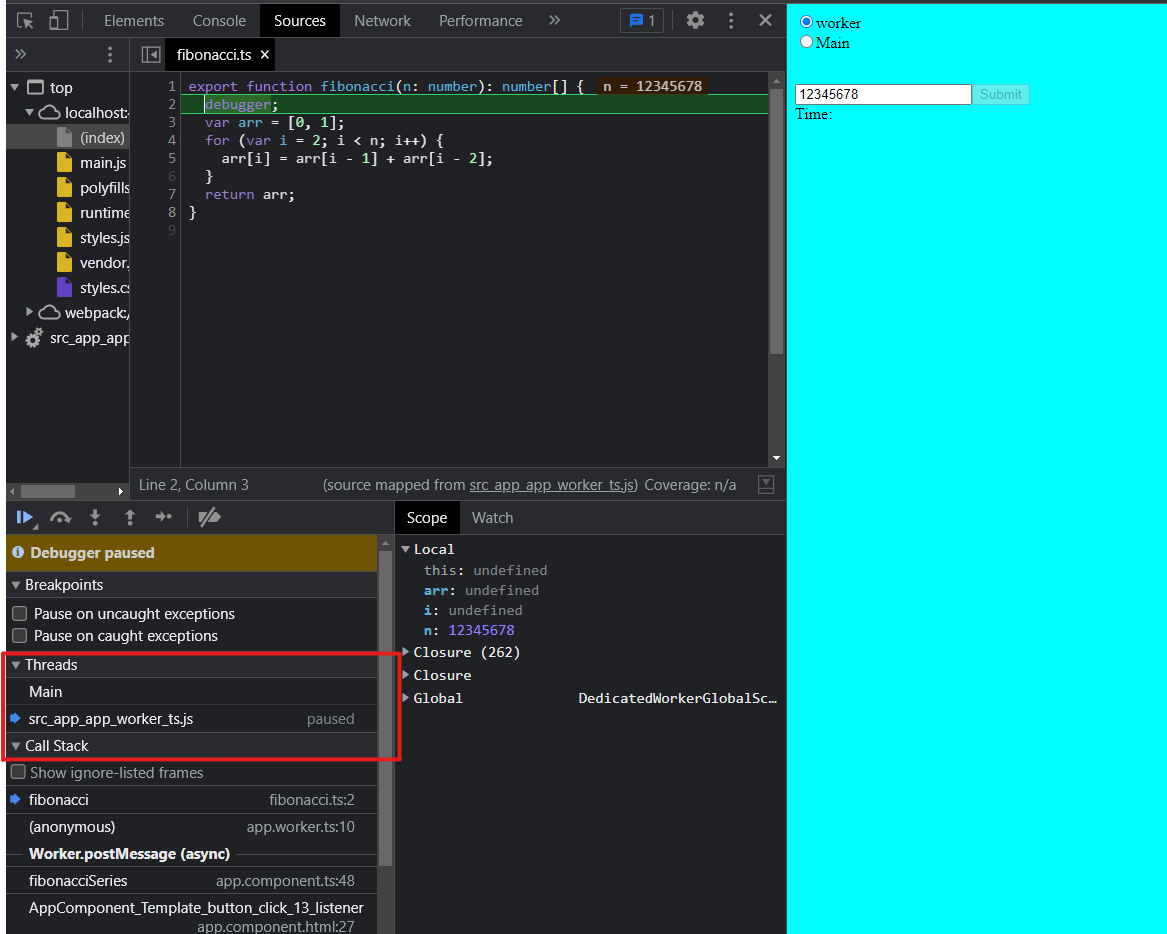 Elements Console Sources Network Performance 1
fibonacci.ts
top
localhost:
(index)
main.js
polyfills
runtime
styles.js
vendor.
styles.cs
webpack:/
src_app_app
1 export function fibonacci(n: number): number[] { n = 12345678
2 debugger;
3 var arr = [0, 1];
4 for (var i = 2; i < n; i++) {
5 arr[i] = arr[i - 1] + arr[i - 2];
6 }
7 return arr;
8 }
9
Line 2, Column 3 (source mapped from src_app_app_worker_ts.js) Coverage: n/a
Debugger paused
Breakpoints
Pause on uncaught exceptions
Pause on caught exceptions
Threads
Main
src_app_app_worker_ts.js paused
Call Stack
Show ignore-listed frames
fibonacci fibonacci.ts:2
(anonymous) app.worker.ts:10
Worker.postMessage (async)
fibonacciSeries app.component.ts:48
AppComponent_Template_button_click_13_listener
app.component.html:27
Scope Watch
Local
this: undefined
arr: undefined
i: undefined
n: 12345678
Closure (262)
Closure
Global DedicatedWorkerGlobalSc…
worker
Main
12345678 Submit
Time: